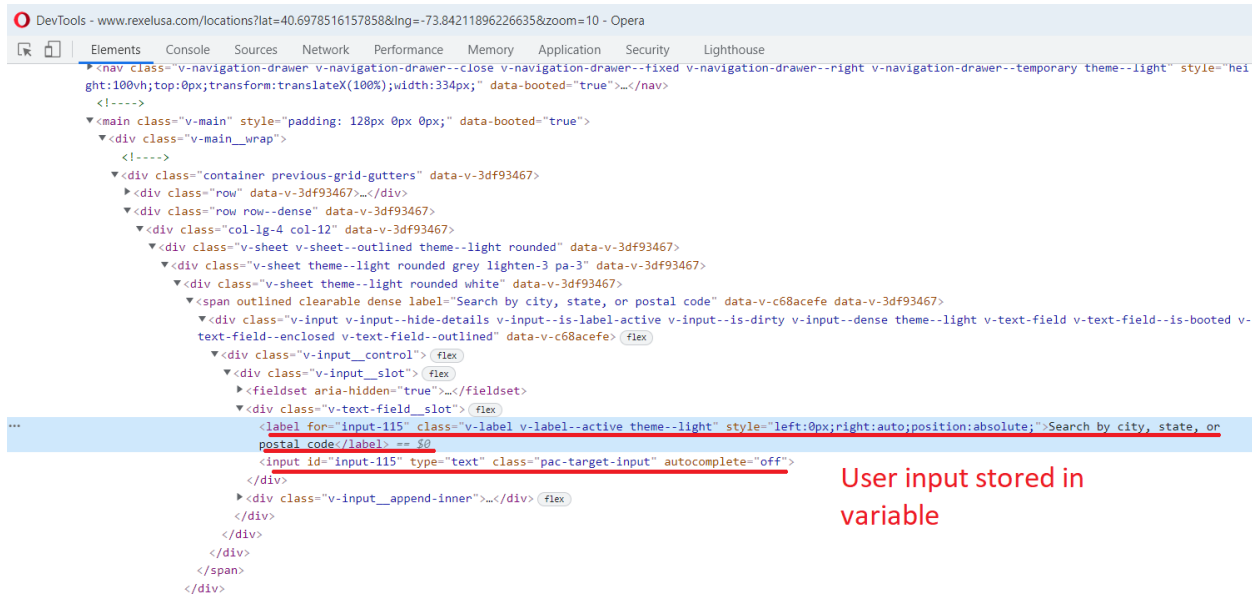 DevTools - www.rexelusa.com/locations?lat=40.6978516157858&lng=-73.84211896226635&zoom=10 - Opera
Elements Console Sources Network Performance Memory Application Security Lighthouse
▶<nav class="v-navigation-drawer v-navigation-drawer--close v-navigation-drawer--fixed v-navigation-drawer--right v-navigation-drawer--temporary theme--light" style="hei
ght:100vh;top:0px;transform:translateX(100%);width:334px;" data-booted="true">…</nav>
<!---->
▼<main class="v-main" style="padding: 128px 0px 0px;" data-booted="true">
▼<div class="v-main__wrap">
<!---->
▼<div class="container previous-grid-gutters" data-v-3df93467>
▶<div class="row" data-v-3df93467>…</div>
▼<div class="row row--dense" data-v-3df93467>
▼<div class="col-lg-4 col-12" data-v-3df93467>
▼<div class="v-sheet v-sheet--outlined theme--light rounded" data-v-3df93467>
▼<div class="v-sheet theme--light rounded grey lighten-3 pa-3" data-v-3df93467>
▼<div class="v-sheet theme--light rounded white" data-v-3df93467>
▼<span outlined clearable dense label="Search by city, state, or postal code" data-v-c68acefe data-v-3df93467>
▼<div class="v-input v-input--hide-details v-input--is-label-active v-input--is-dirty v-input--dense theme--light v-text-field v-text-field--is-booted v-
text-field--enclosed v-text-field--outlined" data-v-c68acefe> flex
▼<div class="v-input__control"> flex
▼<div class="v-input__slot"> flex
▶<fieldset aria-hidden="true">…</fieldset>
▼<div class="v-text-field__slot"> flex
… <label for="input-115" class="v-label v-label--active theme--light" style="left:0px;right:auto;position:absolute;">Search by city, state, or
postal code</label> == $0
<input id="input-115" type="text" class="pac-target-input" autocomplete="off">
</div>
▶<div class="v-input__append-inner">…</div> flex
</div>
</div>
</div>
</span>
</div>
User input stored in
variable